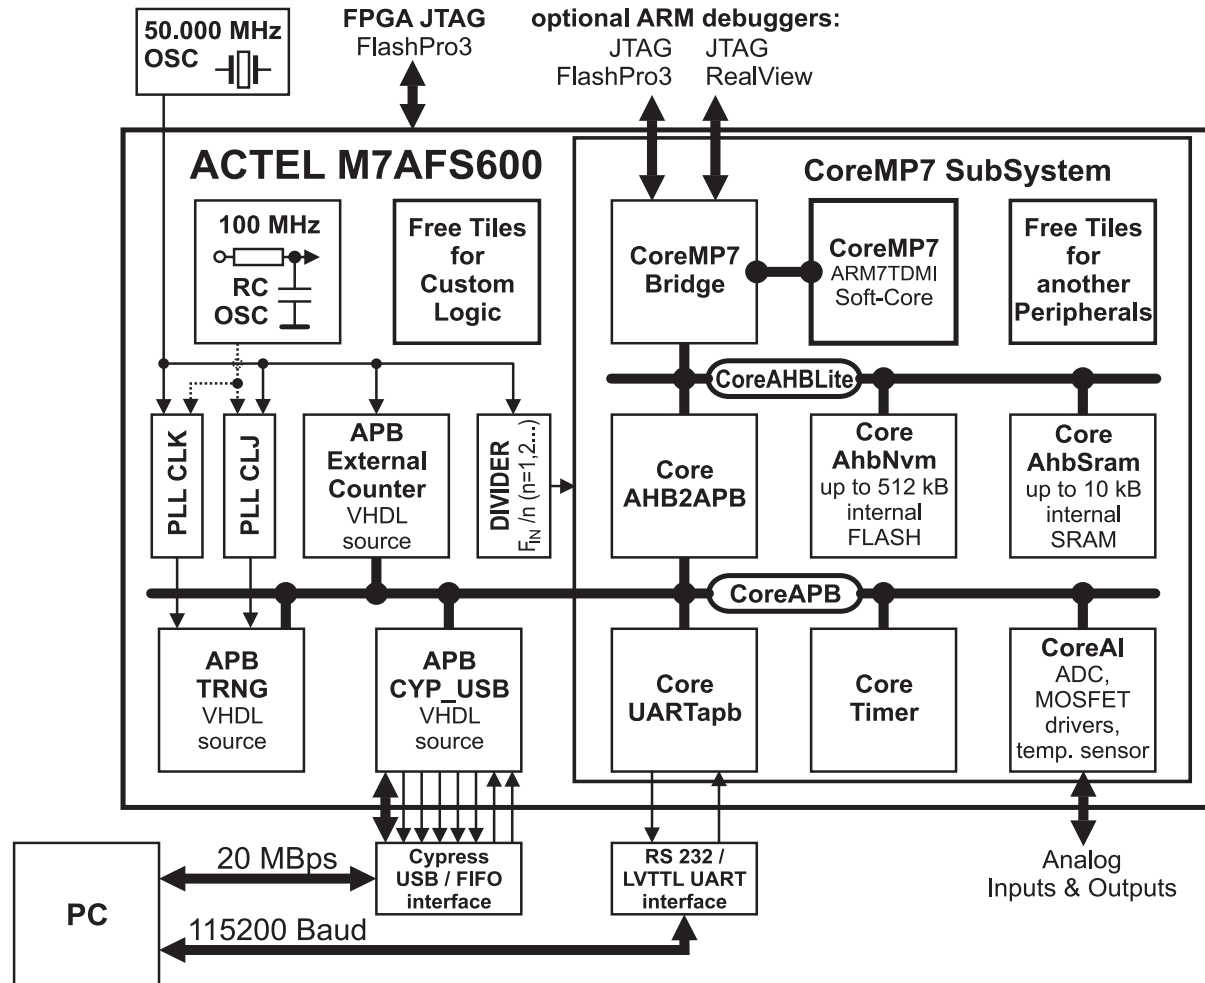 50.000 MHz
OSC
FPGA JTAG
FlashPro3
optional ARM debuggers:
JTAG
FlashPro3
JTAG
RealView
ACTEL M7AFS600
CoreMP7 SubSystem
100 MHz
RC
OSC
Free Tiles
for
Custom
Logic
CoreMP7
Bridge
CoreMP7
ARM7TDMI
Soft-Core
Free Tiles
for
another
Peripherals
CoreAHBLite
PLL CLK
PLL CLJ
APB
External
Counter
VHDL
source
DIVIDER
FIN /n (n=1,2...)
Core
AHB2APB
Core
AhbNvm
up to 512 kB
internal
FLASH
Core
AhbSram
up to 10 kB
internal
SRAM
CoreAPB
APB
TRNG
VHDL
source
APB
CYP_USB
VHDL
source
Core
UARTapb
Core
Timer
CoreAI
ADC,
MOSFET
drivers,
temp. sensor
PC
20 MBps
Cypress
USB / FIFO
interface
RS 232 /
LVTTL UART
interface
Analog
Inputs & Outputs
115200 Baud